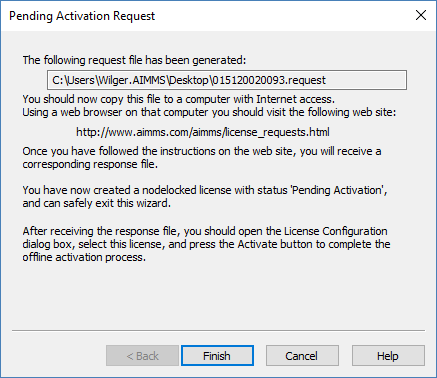 Pending Activation Request
The following request file has been generated:
C:\Users\Wilger.AIMMS\Desktop\015120020093.request
You should now copy this file to a computer with Internet access.
Using a web browser on that computer you should visit the following web site:
http://www.aimms.com/aimms/license_requests.html
Once you have followed the instructions on the web site, you will receive a
corresponding response file.
You have now created a nodelocked license with status 'Pending Activation',
and can safely exit this wizard.
After receiving the response file, you should open the License Configuration
dialog box, select this license, and press the Activate button to complete the
offline activation process.
< Back Finish Cancel Help